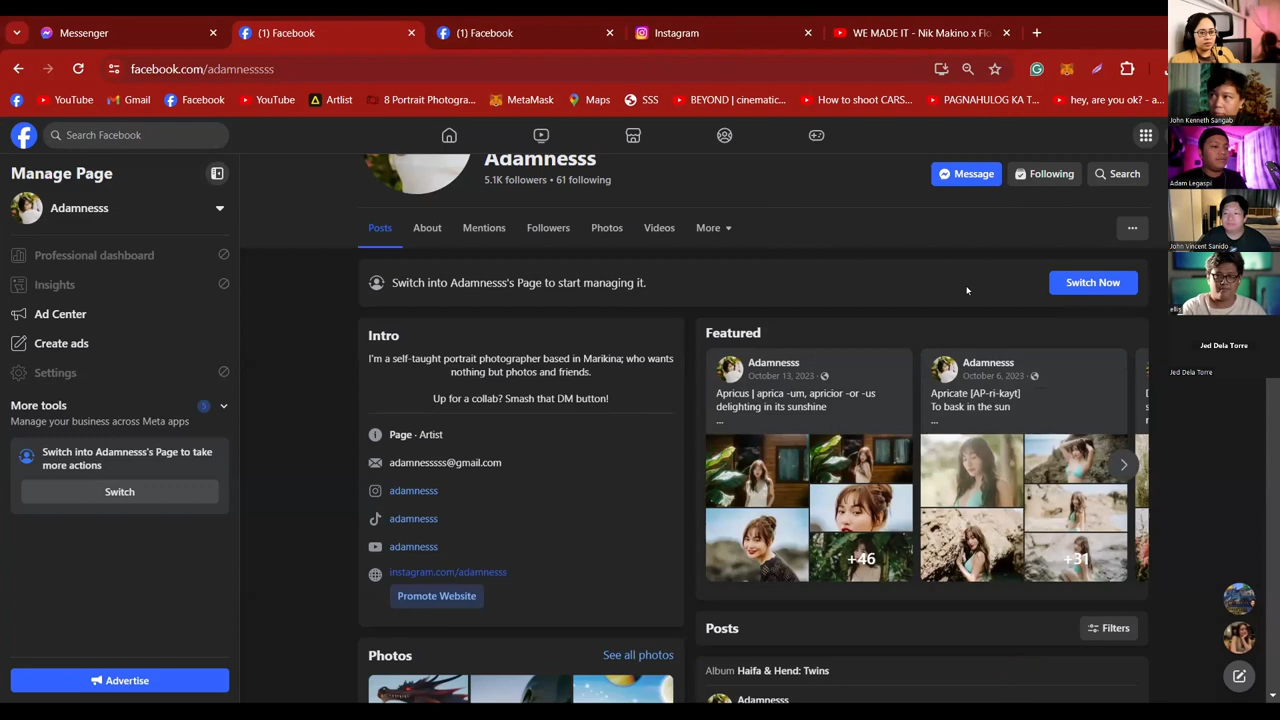 Messenger
(1) Facebook
(1) Facebook
Instagram
WE MADE IT - Nik Makino x Flo
facebook.com/adamnesssss
YouTube
Gmail
Facebook
YouTube
Artlist
8 Portrait Photogra...
MetaMask
Maps
SSS
BEYOND | cinematic...
How to shoot CARS...
PAGNAHULOG KA T...
hey, are you ok? - a...
Search Facebook
Manage Page
Adamnesss
Professional dashboard
Insights
Ad Center
Create ads
Settings
More tools
Manage your business across Meta apps
Switch into Adamnesss's Page to take
more actions
Switch
Advertise
Adamnesss
5.1K followers • 61 following
Message
Following
Search
Posts
About
Mentions
Followers
Photos
Videos
More
Switch into Adamnesss's Page to start managing it.
Switch Now
Intro
I'm a self-taught portrait photographer based in Marikina; who wants
nothing but photos and friends.
Up for a collab? Smash that DM button!
Page · Artist
adamnesssss@gmail.com
adamnesss
adamnesss
adamnesss
instagram.com/adamnesss
Promote Website
Photos
See all photos
Featured
Adamnesss
October 13, 2023
Apricus | aprica -um, apricior -or -us
delighting in its sunshine
...
+46
Adamnesss
October 6, 2023
Apricate [AP-ri-kayt]
To bask in the sun
...
+31
Posts
Filters
Album Haifa & Hend: Twins
Adamnesss
John Kenneth Sangab
Adam Legaspi
John Vincent Sanido
ellis
Jed Dela Torre
Jed Dela Torre